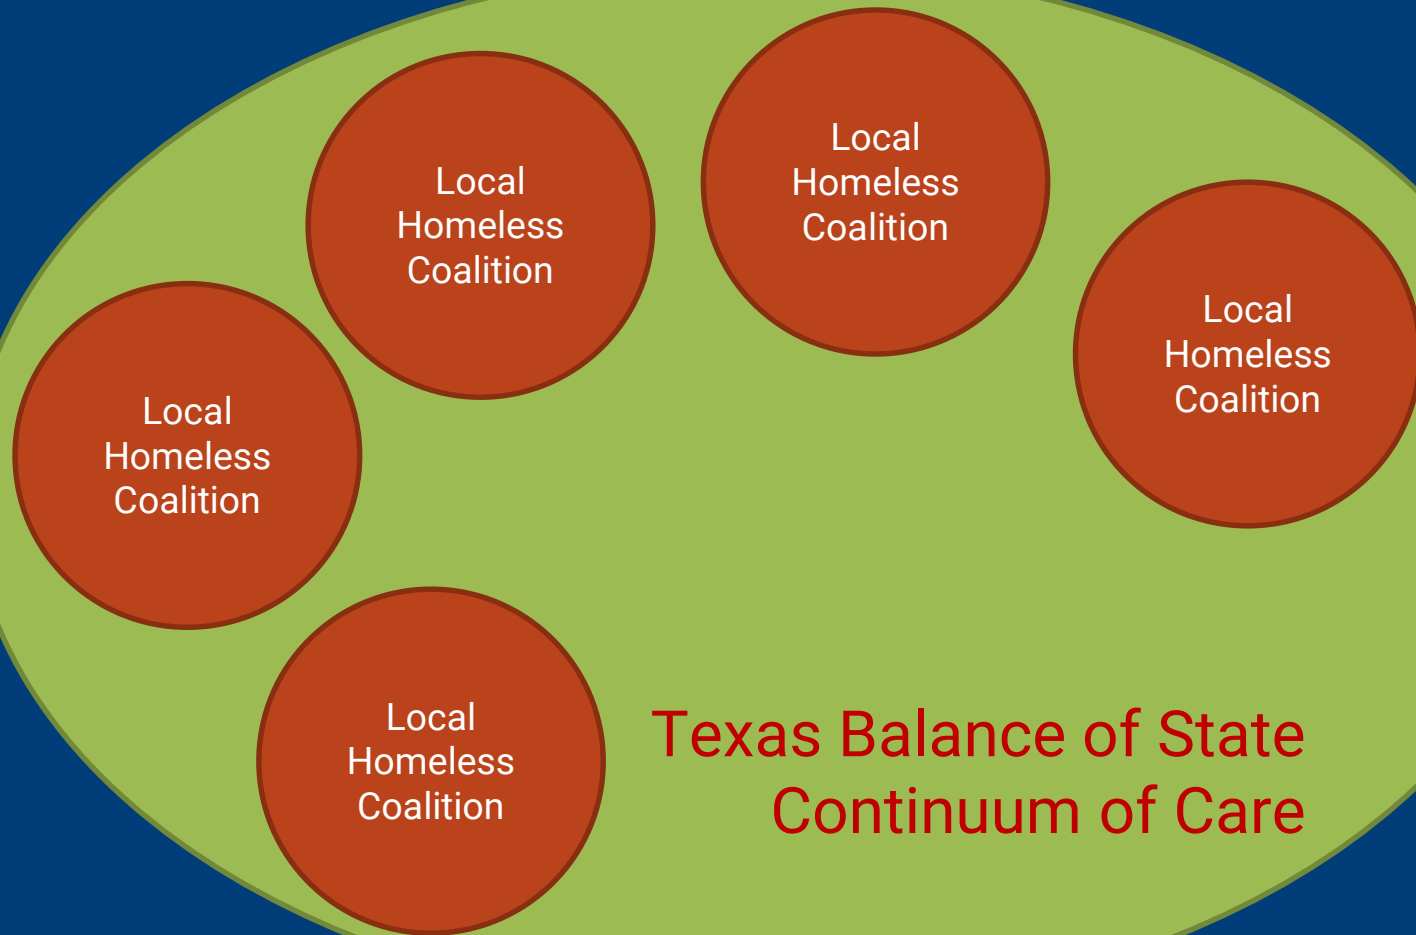 Local
Homeless
Coalition
Local
Homeless
Coalition
Local
Homeless
Coalition
Local
Homeless
Coalition
Local
Homeless
Coalition
Texas Balance of State
Continuum of Care